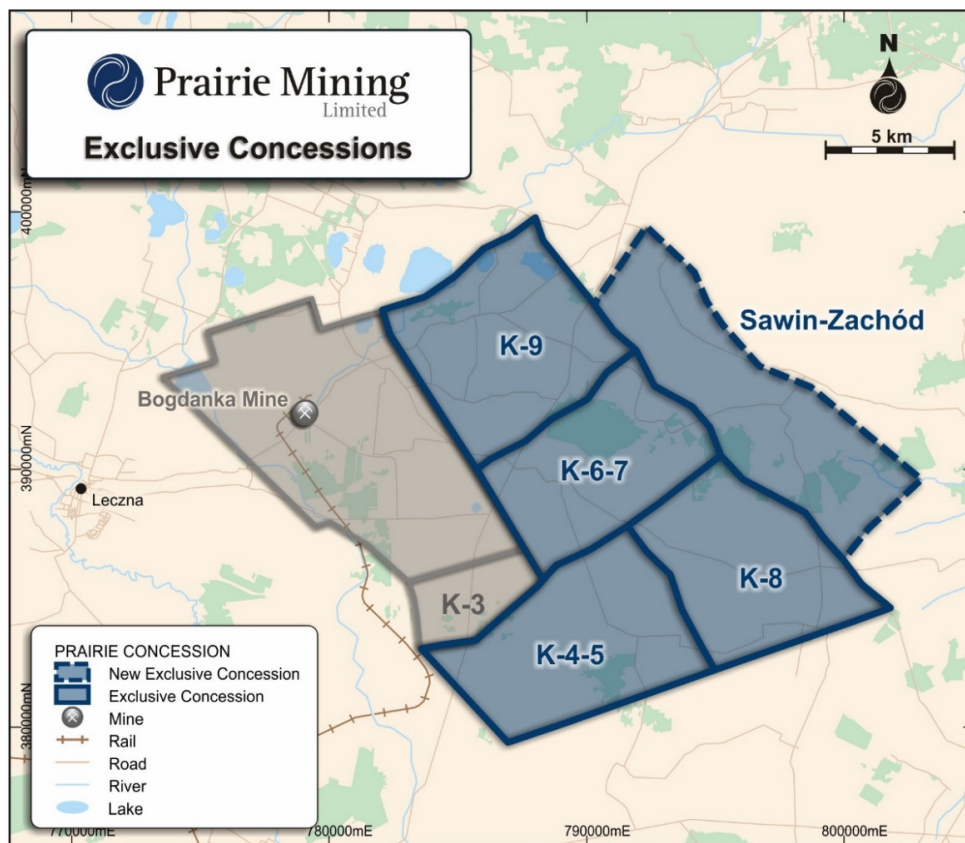 Prairie Mining
Limited
Exclusive Concessions
N
5 km
400000mN
390000mN
380000mN
Sawin-Zachód
K-9
Bogdanka Mine
K-6-7
Leczna
K-8
K-3
K-4-5
PRAIRIE CONCESSION
New Exclusive Concession
Exclusive Concession
Mine
Rail
Road
River
Lake
770000mE
780000mE
790000mE
800000mE